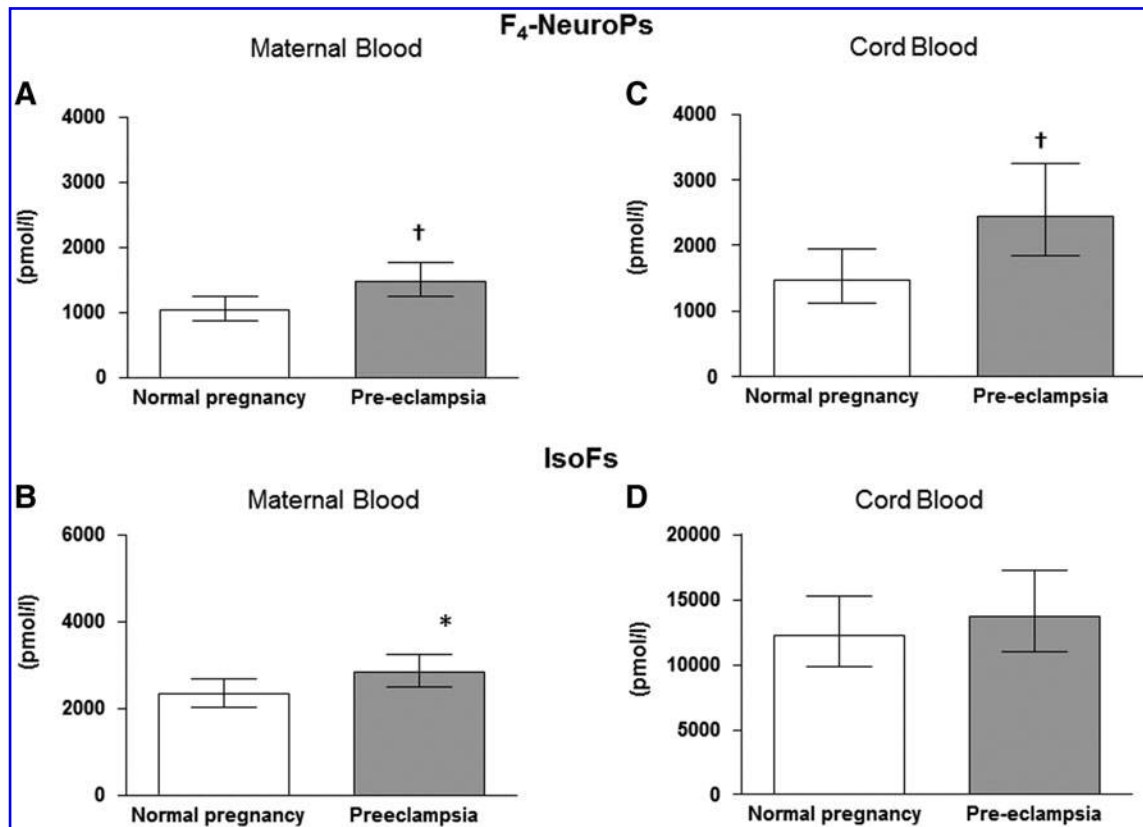 F₄-NeuroPs
Maternal Blood
Cord Blood
A
4000
3000
2000
1000
0
(pmol/l)
†
Normal pregnancy
Pre-eclampsia
C
4000
3000
2000
1000
0
(pmol/l)
†
Normal pregnancy
Pre-eclampsia
IsoFs
B
Maternal Blood
6000
4000
2000
0
(pmol/l)
*
Normal pregnancy
Preeclampsia
D
Cord Blood
20000
15000
10000
5000
0
(pmol/l)
Normal pregnancy
Pre-eclampsia